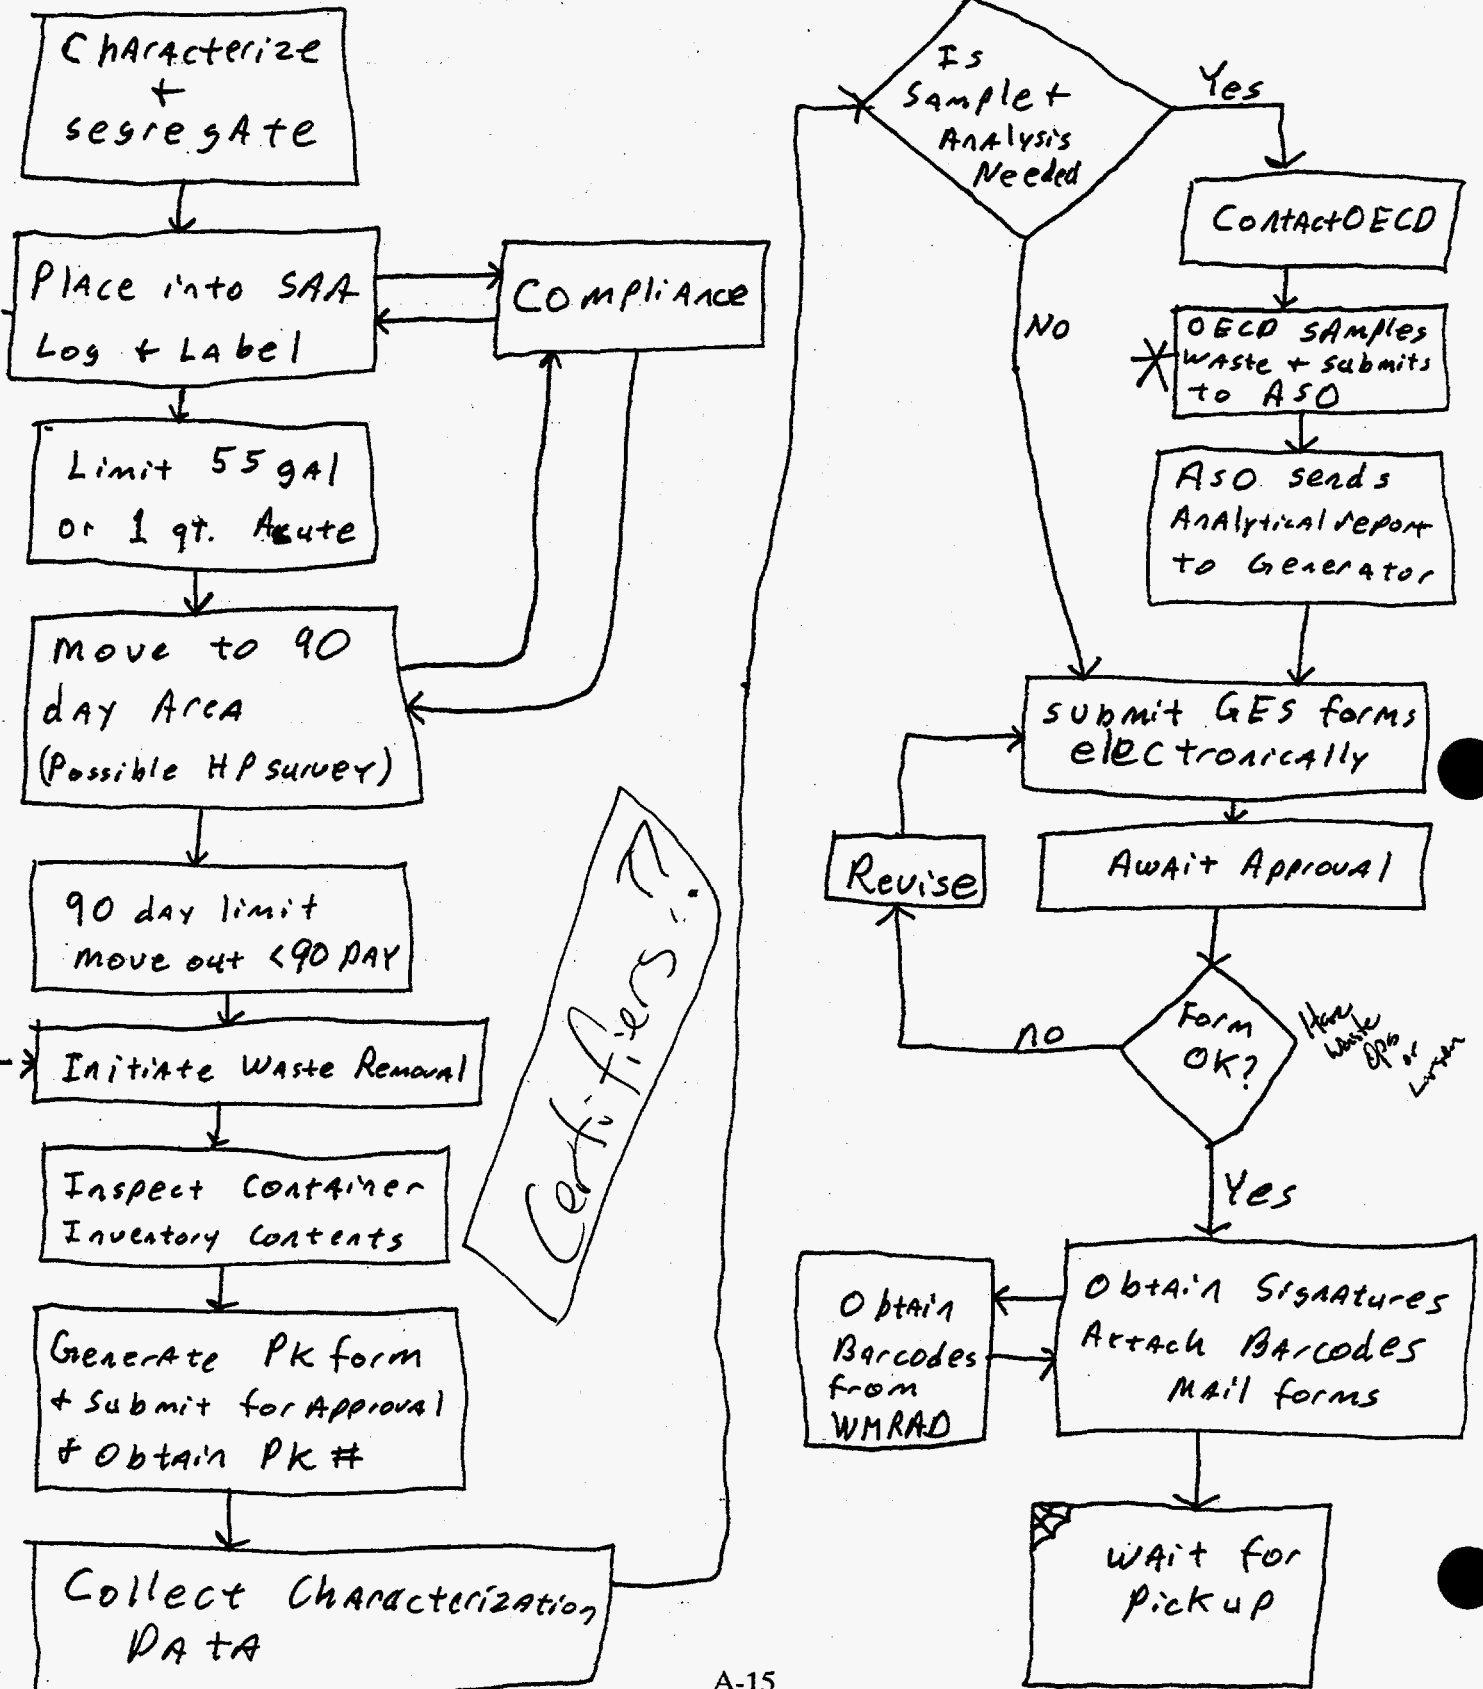 Characterize
+
segregate
Place into SAA
Log + Label
Compliance
Limit 55 gal
or 1 qt. Acute
Move to 90
day Area
(Possible HP survey)
90 day limit
move out <90 DAY
Initiate Waste Removal
Inspect Container
Inventory Contents
Generate PK form
+ Submit for Approval
+ Obtain PK #
Collect Characterization
DAtA
Certifiers?
Is
Sample +
Analysis
Needed
Yes
No
Contact OECD
OECD samples
waste + submits
to ASO
ASO sends
Analytical report
to Generator
submit GES forms
electronically
Revise
Await Approval
Form
OK?
no
Waste
Ops
or
Yes
Obtain
Barcodes
from
WMRAD
Obtain Signatures
Attach Barcodes
Mail forms
Wait for
Pickup
A-15